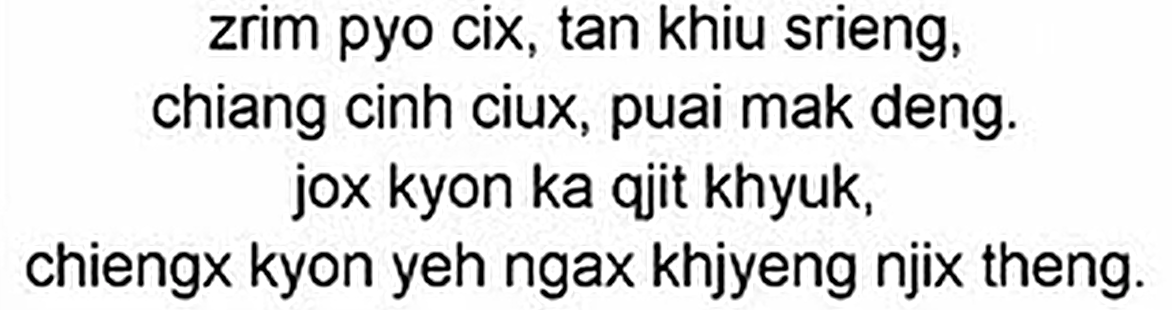 zrim pyo cix, tan khiu srieng,
chiang cinh ciux, puai mak deng.
jox kyon ka qjit khyuk,
chiengx kyon yeh ngax khjyeng njix theng.